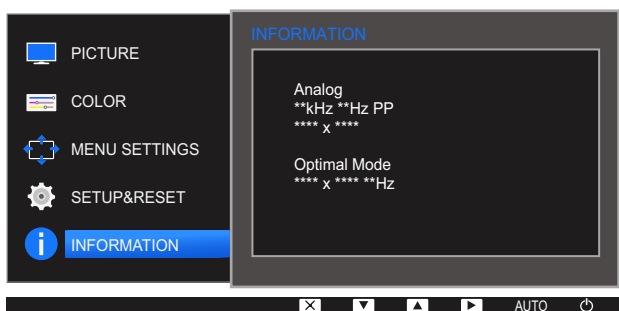 PICTURE
COLOR
MENU SETTINGS
SETUP&RESET
INFORMATION
INFORMATION
Analog
**kHz **Hz PP
**** x ****
Optimal Mode
**** x **** **Hz
AUTO